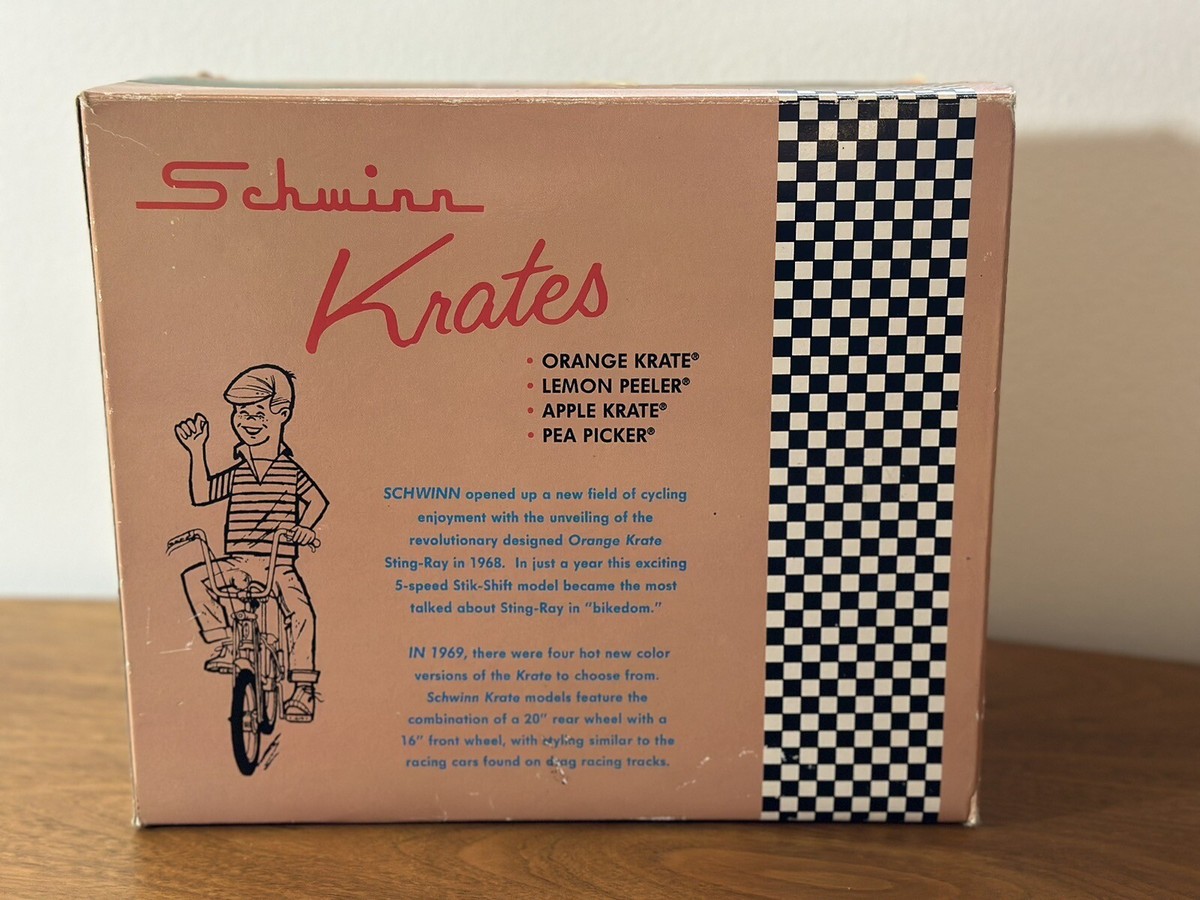 Schwinn
Krates
• ORANGE KRATE®
• LEMON PEELER®
• APPLE KRATE®
• PEA PICKER®
SCHWINN opened up a new field of cycling
enjoyment with the unveiling of the
revolutionary designed Orange Krate
Sting-Ray in 1968. In just a year this exciting
5-speed Stik-Shift model became the most
talked about Sting-Ray in "bikedom."
IN 1969, there were four hot new color
versions of the Krate to choose from.
Schwinn Krate models feature the
combination of a 20" rear wheel with a
16" front wheel, with styling similar to the
racing cars found on drag racing tracks.